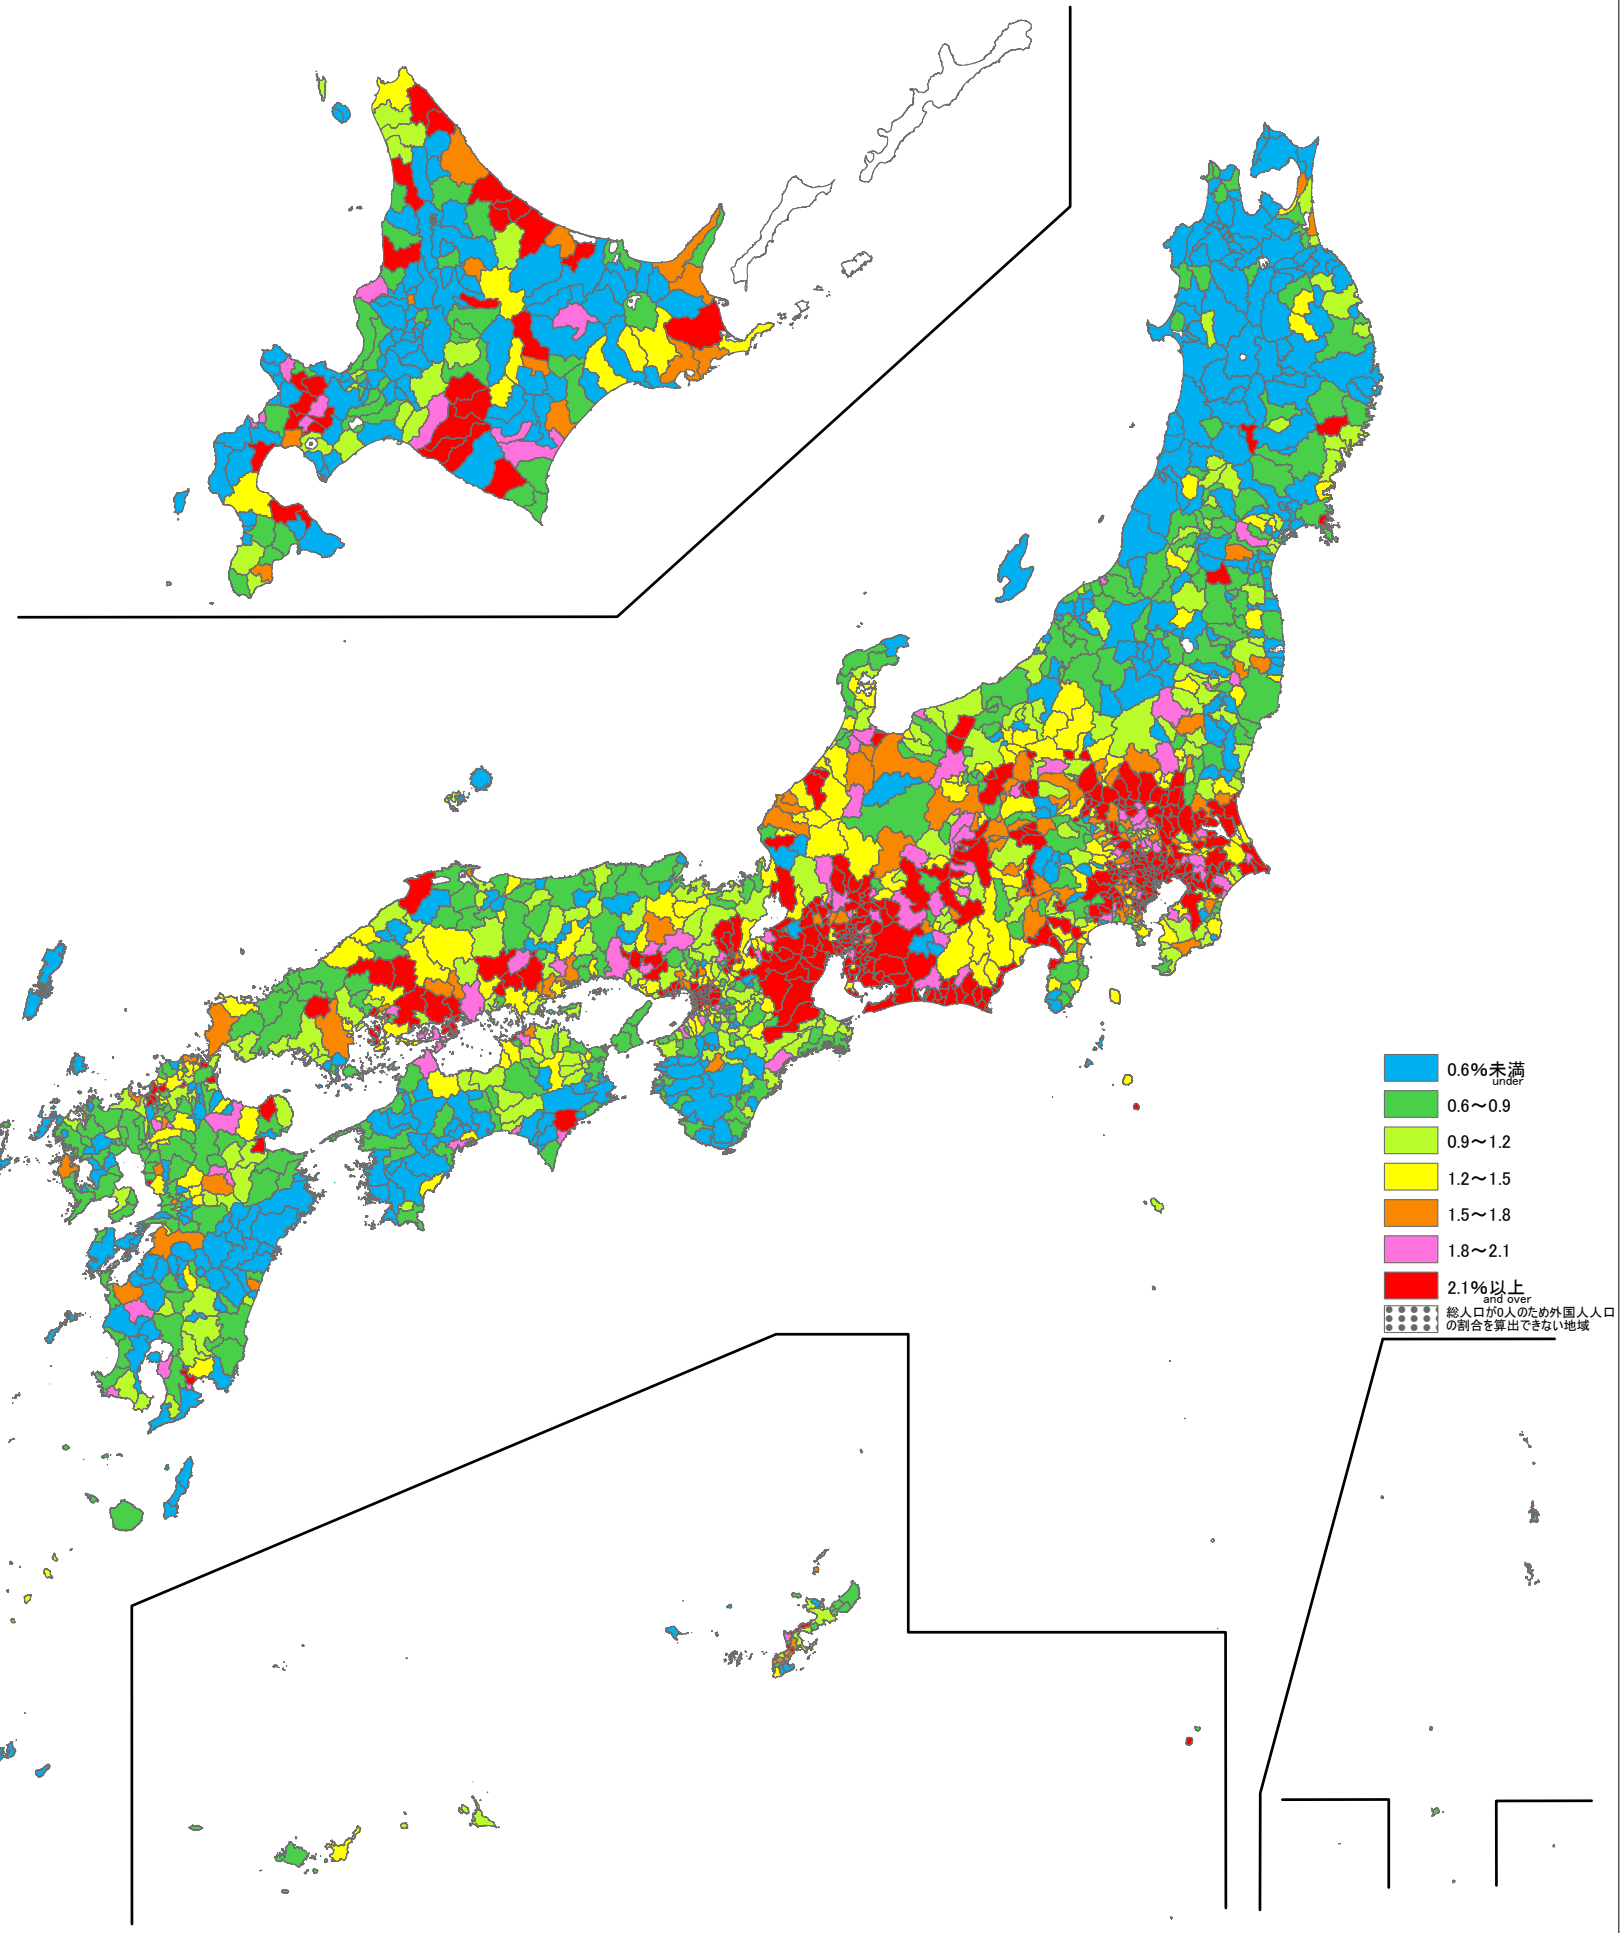 0.6%未満
under
0.6～0.9
0.9～1.2
1.2～1.5
1.5～1.8
1.8～2.1
2.1%以上
and over
総人口が0人のため外国人人口
の割合を算出できない地域